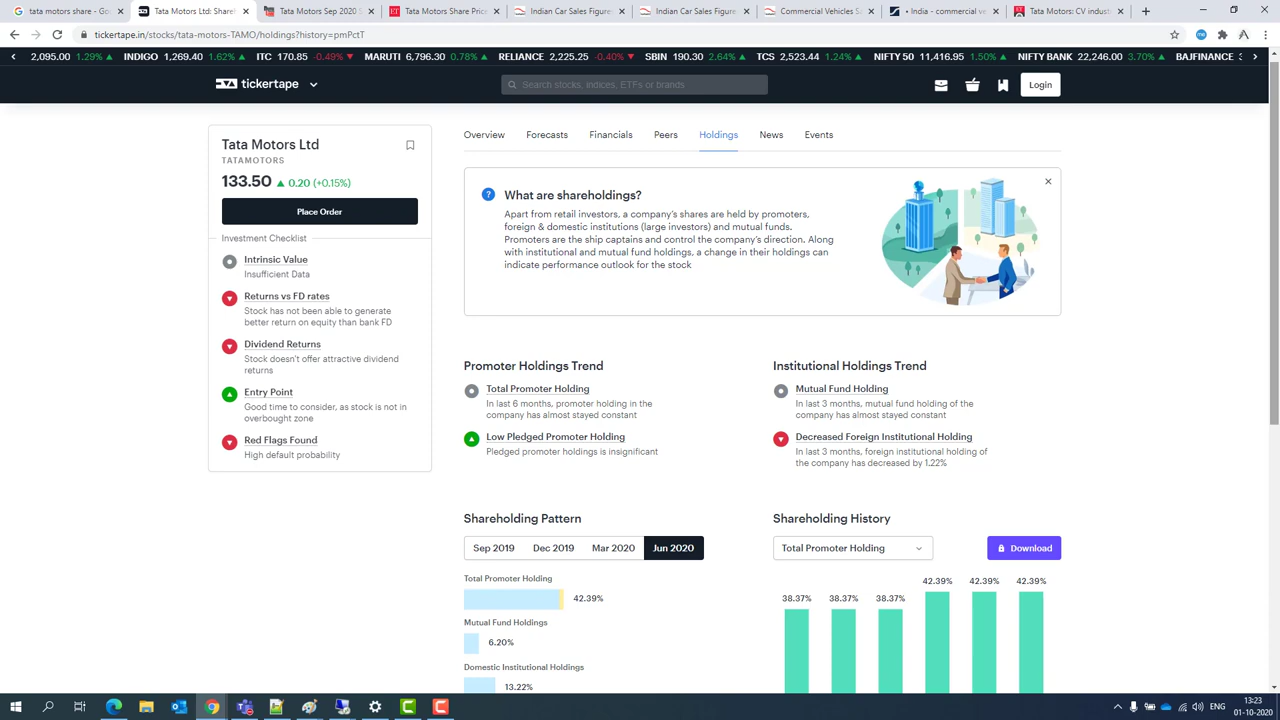 tata motors share - Goo
Tata Motors Ltd: Shareh
Tata Motors Sep 2020 S
Tata Motors Share Price
Indian Car Sales Figures
Indian Car Sales Figures
Commercial Vehicles Sa
• India - commercial ve
Tata Motors: CV industr
tickertape.in/stocks/tata-motors-TAMO/holdings?history=pmPctT
2,095.00 1.29% ▲ INDIGO 1,269.40 1.62% ▲ ITC 170.85 -0.49% ▼ MARUTI 6,796.30 0.78% ▲ RELIANCE 2,225.25 -0.40% ▼ SBIN 190.30 2.64% ▲ TCS 2,523.44 1.24% ▲ NIFTY 50 11,416.95 1.50% ▲ NIFTY BANK 22,246.00 3.70% ▲ BAJFINANCE
tickertape
Search stocks, indices, ETFs or brands
Login
Tata Motors Ltd
TATAMOTORS
133.50 ▲ 0.20 (+0.15%)
Place Order
Investment Checklist
Intrinsic Value
Insufficient Data
Returns vs FD rates
Stock has not been able to generate
better return on equity than bank FD
Dividend Returns
Stock doesn't offer attractive dividend
returns
Entry Point
Good time to consider, as stock is not in
overbought zone
Red Flags Found
High default probability
Overview Forecasts Financials Peers Holdings News Events
What are shareholdings?
Apart from retail investors, a company's shares are held by promoters,
foreign & domestic institutions (large investors) and mutual funds.
Promoters are the ship captains and control the company's direction. Along
with institutional and mutual fund holdings, a change in their holdings can
indicate performance outlook for the stock
Promoter Holdings Trend
Total Promoter Holding
In last 6 months, promoter holding in the
company has almost stayed constant
Low Pledged Promoter Holding
Pledged promoter holdings is insignificant
Institutional Holdings Trend
Mutual Fund Holding
In last 3 months, mutual fund holding of the
company has almost stayed constant
Decreased Foreign Institutional Holding
In last 3 months, foreign institutional holding of
the company has decreased by 1.22%
Shareholding Pattern
Sep 2019 Dec 2019 Mar 2020 Jun 2020
Total Promoter Holding
42.39%
Mutual Fund Holdings
6.20%
Domestic Institutional Holdings
13.22%
Shareholding History
Total Promoter Holding
Download
38.37% 38.37% 38.37% 42.39% 42.39% 42.39%
ENG
13:23
01-10-2020